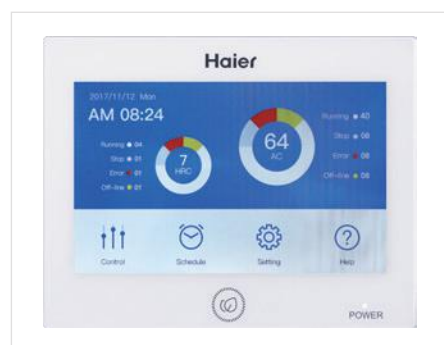 Haier
2017/11/12 Mon
AM 08:24
Running 04
Stop 01
Error 01
Off-line 01
7
HRC
64
AC
Running 40
Stop 08
Error 08
Off-line 08
Control
Schedule
Setting
Help
POWER